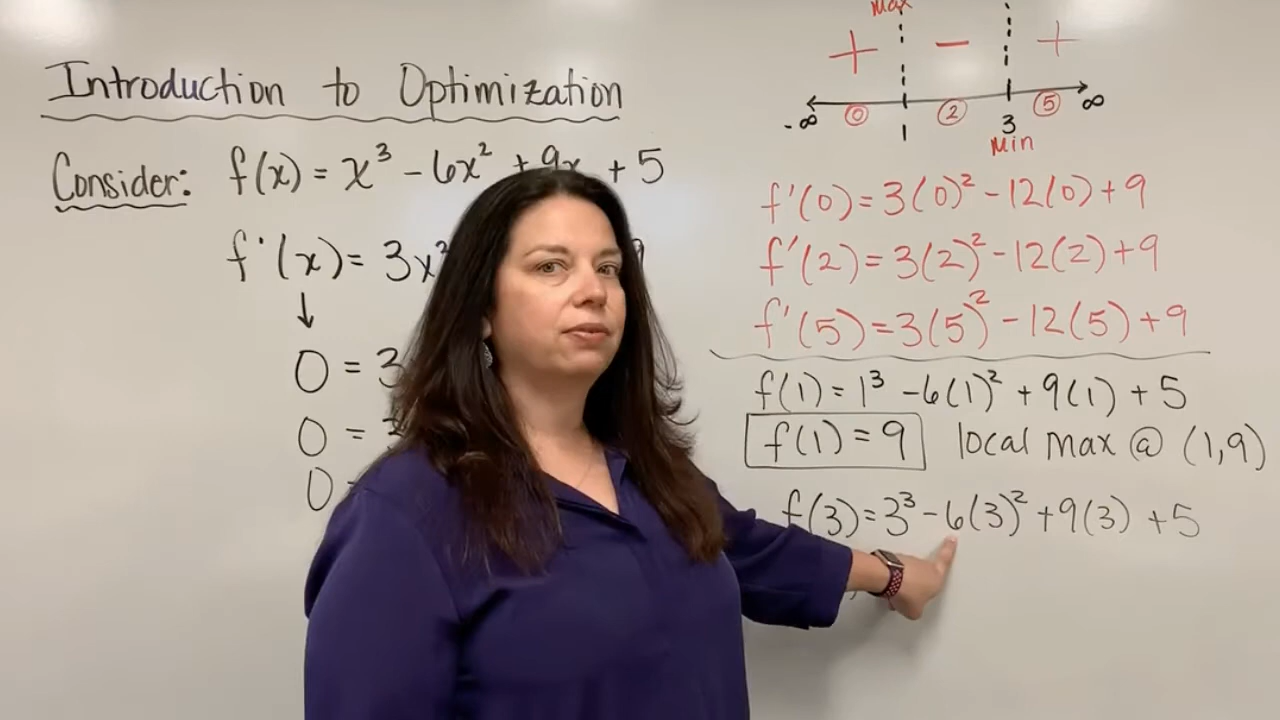 Introduction to Optimization
Consider: f(x) = x³ - 6x² + 9x + 5
f'(x) = 3x²
0 = 3
0 =
0
Max
+ - +
-∞ 0 2 5 ∞
1 3
Min
f'(0) = 3(0)² - 12(0) + 9
f'(2) = 3(2)² - 12(2) + 9
f'(5) = 3(5)² - 12(5) + 9
f(1) = 1³ - 6(1)² + 9(1) + 5
f(1) = 9 local max @ (1,9)
f(3) = 3³ - 6(3)² + 9(3) + 5